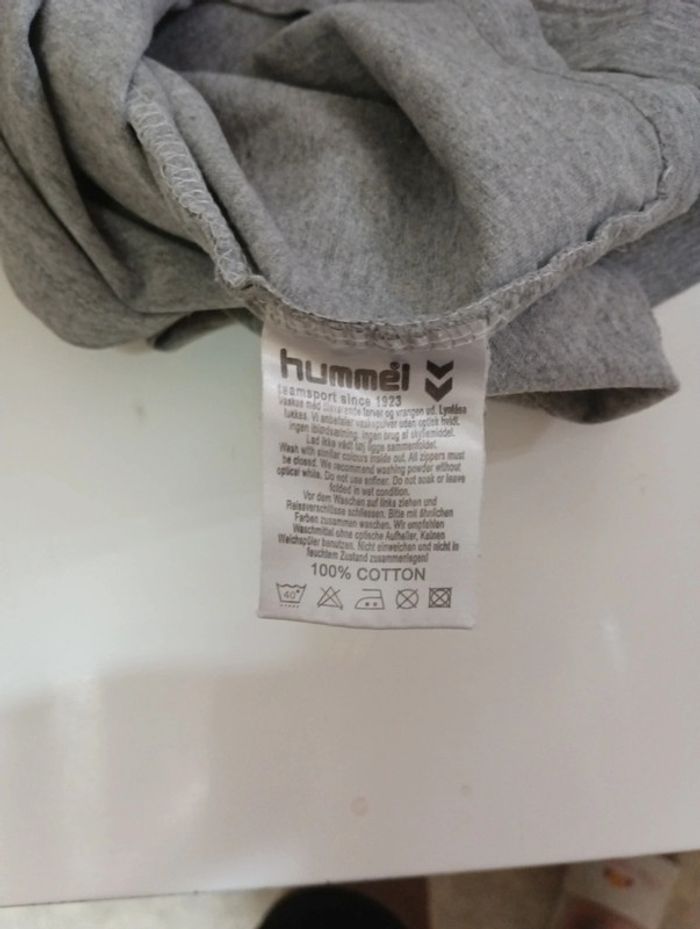 hummel
teamsport since 1923
vaskes med tilsvarende farver og vrangen ud. Lynlåse
lukkes. Vi anbefaler vaskepulver uden optisk hvidt.
ingen iblødsætning. ingen brug af skyllemiddel.
Lad ikke vådt tøj ligge sammenfoldet.
Wash with similar colours inside out. All zippers must
be closed. We recommend washing powder without
optical white. Do not use softner. Do not soak or leave
folded in wet condition.
Vor dem Waschen auf links ziehen und
Reissverschlüsse schliessen. Bitte mit ähnlichen
Farben zusammen waschen. Wir empfehlen
Waschmittel ohne optische Aufheller, Keinen
Weichspüler benutzen. Nicht einweichen und nicht in
feuchtem Zustand zusammenlegen!
100% COTTON
40°